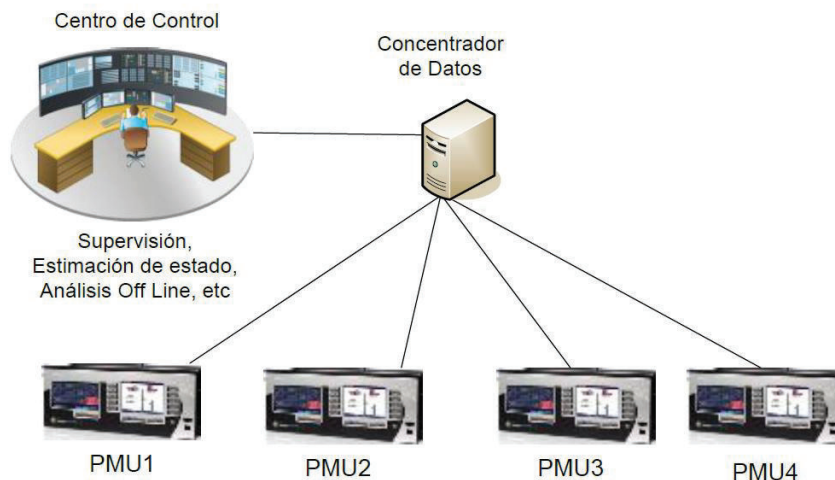 Centro de Control
Concentrador
de Datos
Supervisión,
Estimación de estado,
Análisis Off Line, etc
PMU1
PMU2
PMU3
PMU4